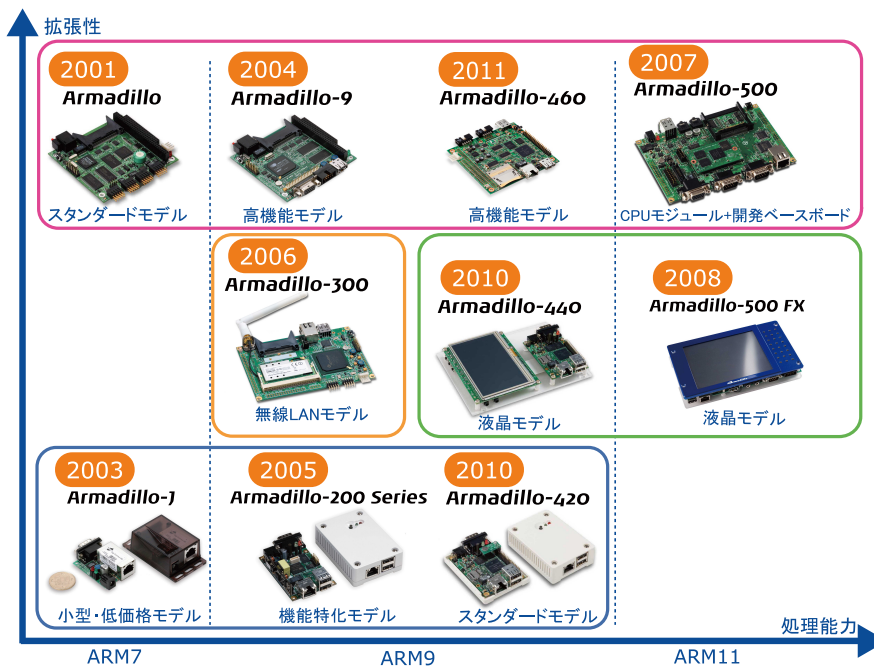 拡張性
2001
Armadillo
スタンダードモデル
2004
Armadillo-9
高機能モデル
2011
Armadillo-460
高機能モデル
2007
Armadillo-500
CPUモジュール+開発ベースボード
2006
Armadillo-300
無線LANモデル
2010
Armadillo-440
液晶モデル
2008
Armadillo-500 FX
液晶モデル
2003
Armadillo-J
小型・低価格モデル
2005
Armadillo-200 Series
機能特化モデル
2010
Armadillo-420
スタンダードモデル
処理能力
ARM7
ARM9
ARM11